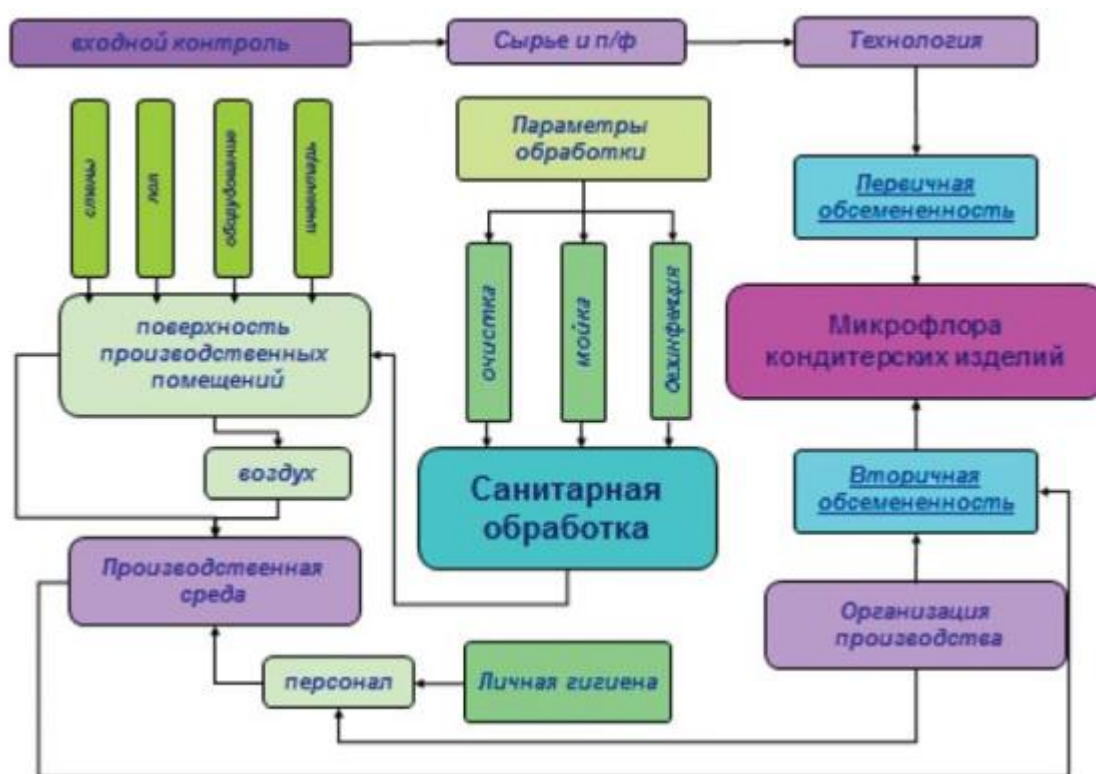 входной контроль
Сырье и п/ф
Технология
стены
пол
оборудование
инвентарь
Параметры
обработки
Первичная
обсемененность
очистка
мойка
дезинфекция
поверхность
производственных
помещений
Микрофлора
кондитерских изделий
воздух
Санитарная
обработка
Вторичная
обсемененность
Производственная
среда
Организация
производства
персонал
Личная гигиена